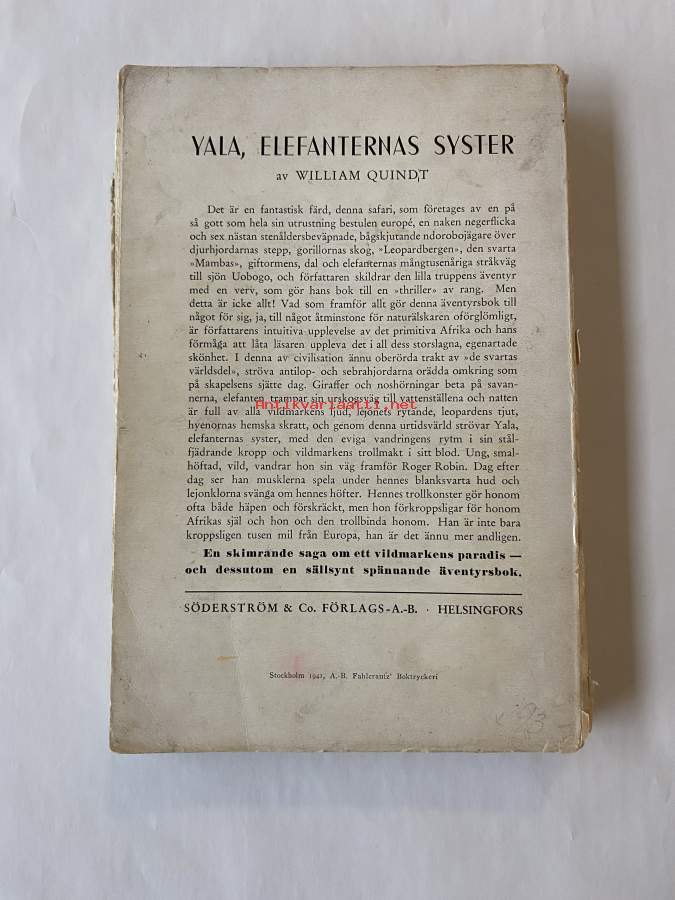 YALA, ELEFANTERNAS SYSTER
av WILLIAM QUINDT
Det är en fantastisk färd, denna safari, som företages av en på
så gott som hela sin utrustning bestulen europé, en naken negerflicka
och sex nästan stenåldersbeväpnade, bågskjutande ndorobojägare över
djurhjordarnas stepp, gorillornas skog, »Leopardbergen», den svarta
»Mambas», giftormens, dal och elefanternas mångtusenåriga stråkväg
till sjön Uobogo, och författaren skildrar den lilla truppens äventyr
med en verv, som gör hans bok till en »thriller» av rang. Men
detta är icke allt! Vad som framför allt gör denna äventyrsbok till
något för sig, ja, till något åtminstone för naturälskaren oförglömligt,
är författarens intuitiva upplevelse av det primitiva Afrika och hans
förmåga att låta läsaren uppleva det i all dess storslagna, egenartade
skönhet. I denna av civilisation ännu oberörda trakt av »de svartas
världsdel», ströva antilop- och sebrahjordarna orädda omkring som
på skapelsens sjätte dag. Giraffer och noshörningar beta på savan-
nerna, elefanten trampar sin urskogsväg till vattenställena och natten
Antikvariaatti.net
är full av alla vildmarkens ljud, lejonets rytande, leopardens tjut,
hyenornas hemska skratt, och genom denna urtidsvärld strövar Yala,
elefanternas syster, med den eviga vandringens rytm i sin stål-
fjädrande kropp och vildmarkens trollmakt i sitt blod. Ung, smal-
höftad, vild, vandrar hon sin väg framför Roger Robin. Dag efter
dag ser han musklerna spela under hennes blanksvarta hud och
lejonklorna svänga om hennes höfter. Hennes trollkonster gör honom
ofta både häpen och förskräckt, men hon förkroppsligar för honom
Afrikas själ och hon och den trollbinda honom. Han är inte bara
kroppsligen tusen mil från Europa, han är det ännu mer andligen.
En skimrande saga om ett vildmarkens paradis —
och dessutom en sällsynt spännande äventyrsbok.
SÖDERSTRÖM & Co. FÖRLAGS-A.-B. · HELSINGFORS
Stockholm 1942, A.-B. Fahlcrantz' Boktryckeri